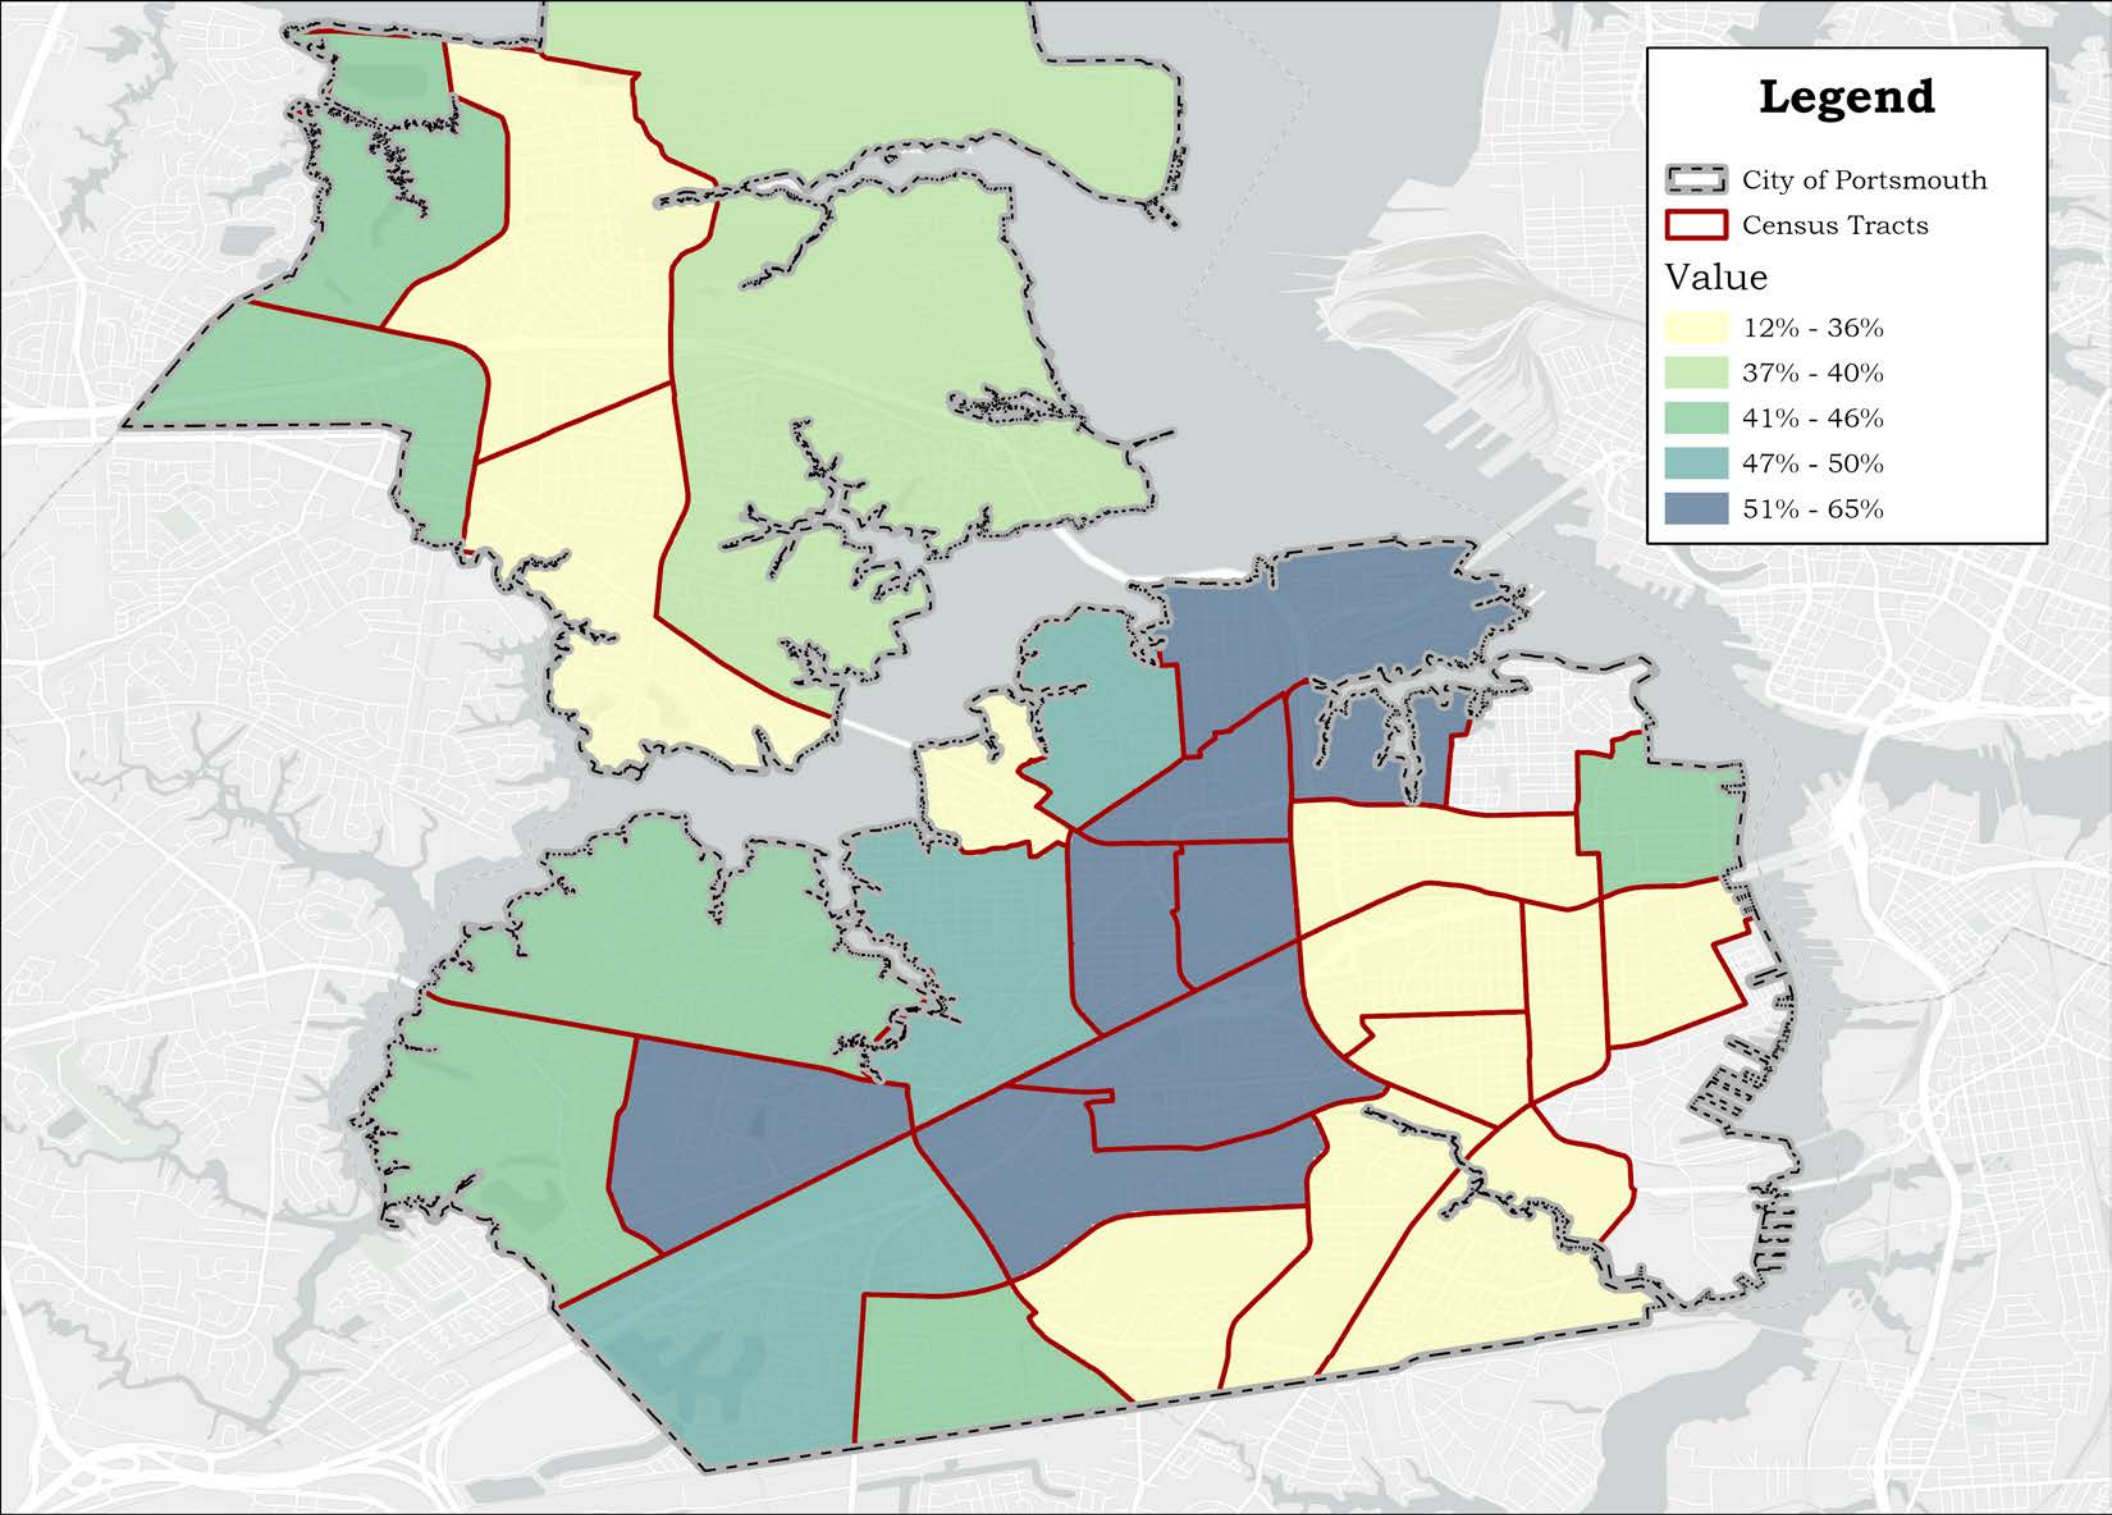 Legend
City of Portsmouth
Census Tracts
Value
12% - 36%
37% - 40%
41% - 46%
47% - 50%
51% - 65%